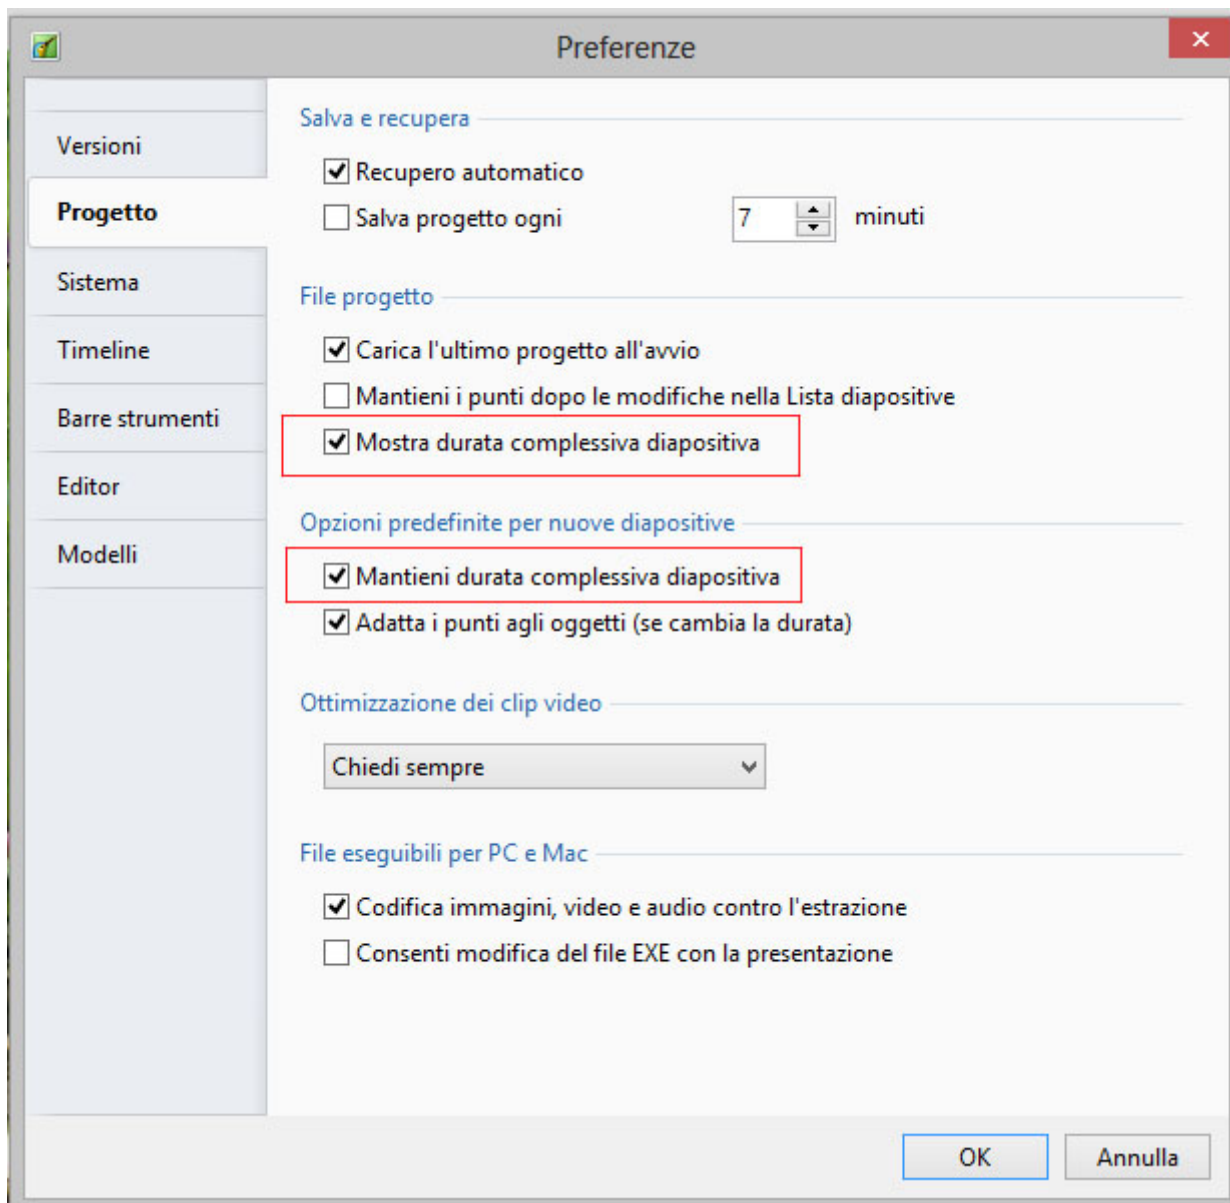 Preferenze
Versioni
Progetto
Sistema
Timeline
Barre strumenti
Editor
Modelli
Salva e recupera
Recupero automatico
Salva progetto ogni 7 minuti
File progetto
Carica l'ultimo progetto all'avvio
Mantieni i punti dopo le modifiche nella Lista diapositive
Mostra durata complessiva diapositiva
Opzioni predefinite per nuove diapositive
Mantieni durata complessiva diapositiva
Adatta i punti agli oggetti (se cambia la durata)
Ottimizzazione dei clip video
Chiedi sempre
File eseguibili per PC e Mac
Codifica immagini, video e audio contro l'estrazione
Consenti modifica del file EXE con la presentazione
OK
Annulla